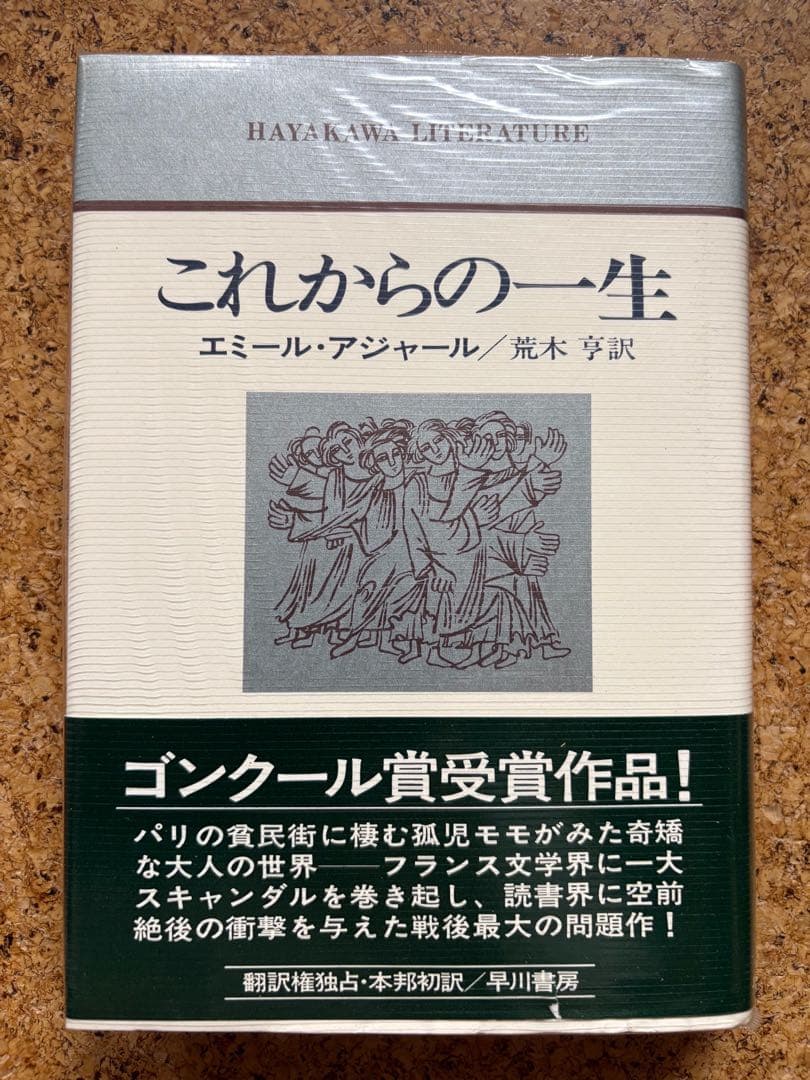 HAYAKAWA LITERATURE
これからの一生
エミール・アジャール／荒木 亨訳
ゴンクール賞受賞作品！
パリの貧民街に棲む孤児モモがみた奇矯
な大人の世界──フランス文学界に一大
スキャンダルを巻き起し、読書界に空前
絶後の衝撃を与えた戦後最大の問題作！
翻訳権独占・本邦初訳／早川書房